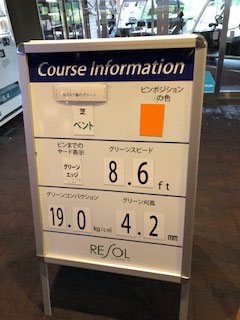 Course Information
芝
ベント
ピンポジション
の色
ピンまでの
ヤード表示
グリーン
エッジ
グリーンスピード
8.6 ft
グリーンコンパクション
19.0 kg/cm²
グリーン刈高
4.2 mm
RESOL